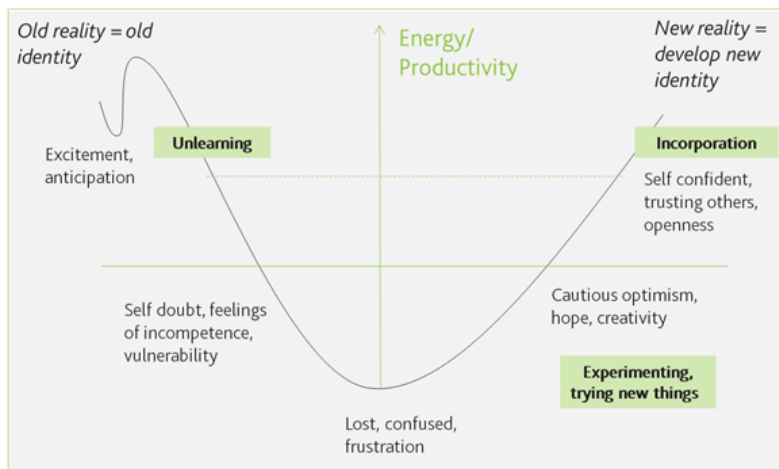 Old reality = old
identity
Energy/
Productivity
New reality =
develop new
identity
Unlearning
Incorporation
Excitement,
anticipation
Self confident,
trusting others,
openness
Self doubt, feelings
of incompetence,
vulnerability
Cautious optimism,
hope, creativity
Experimenting,
trying new things
Lost, confused,
frustration